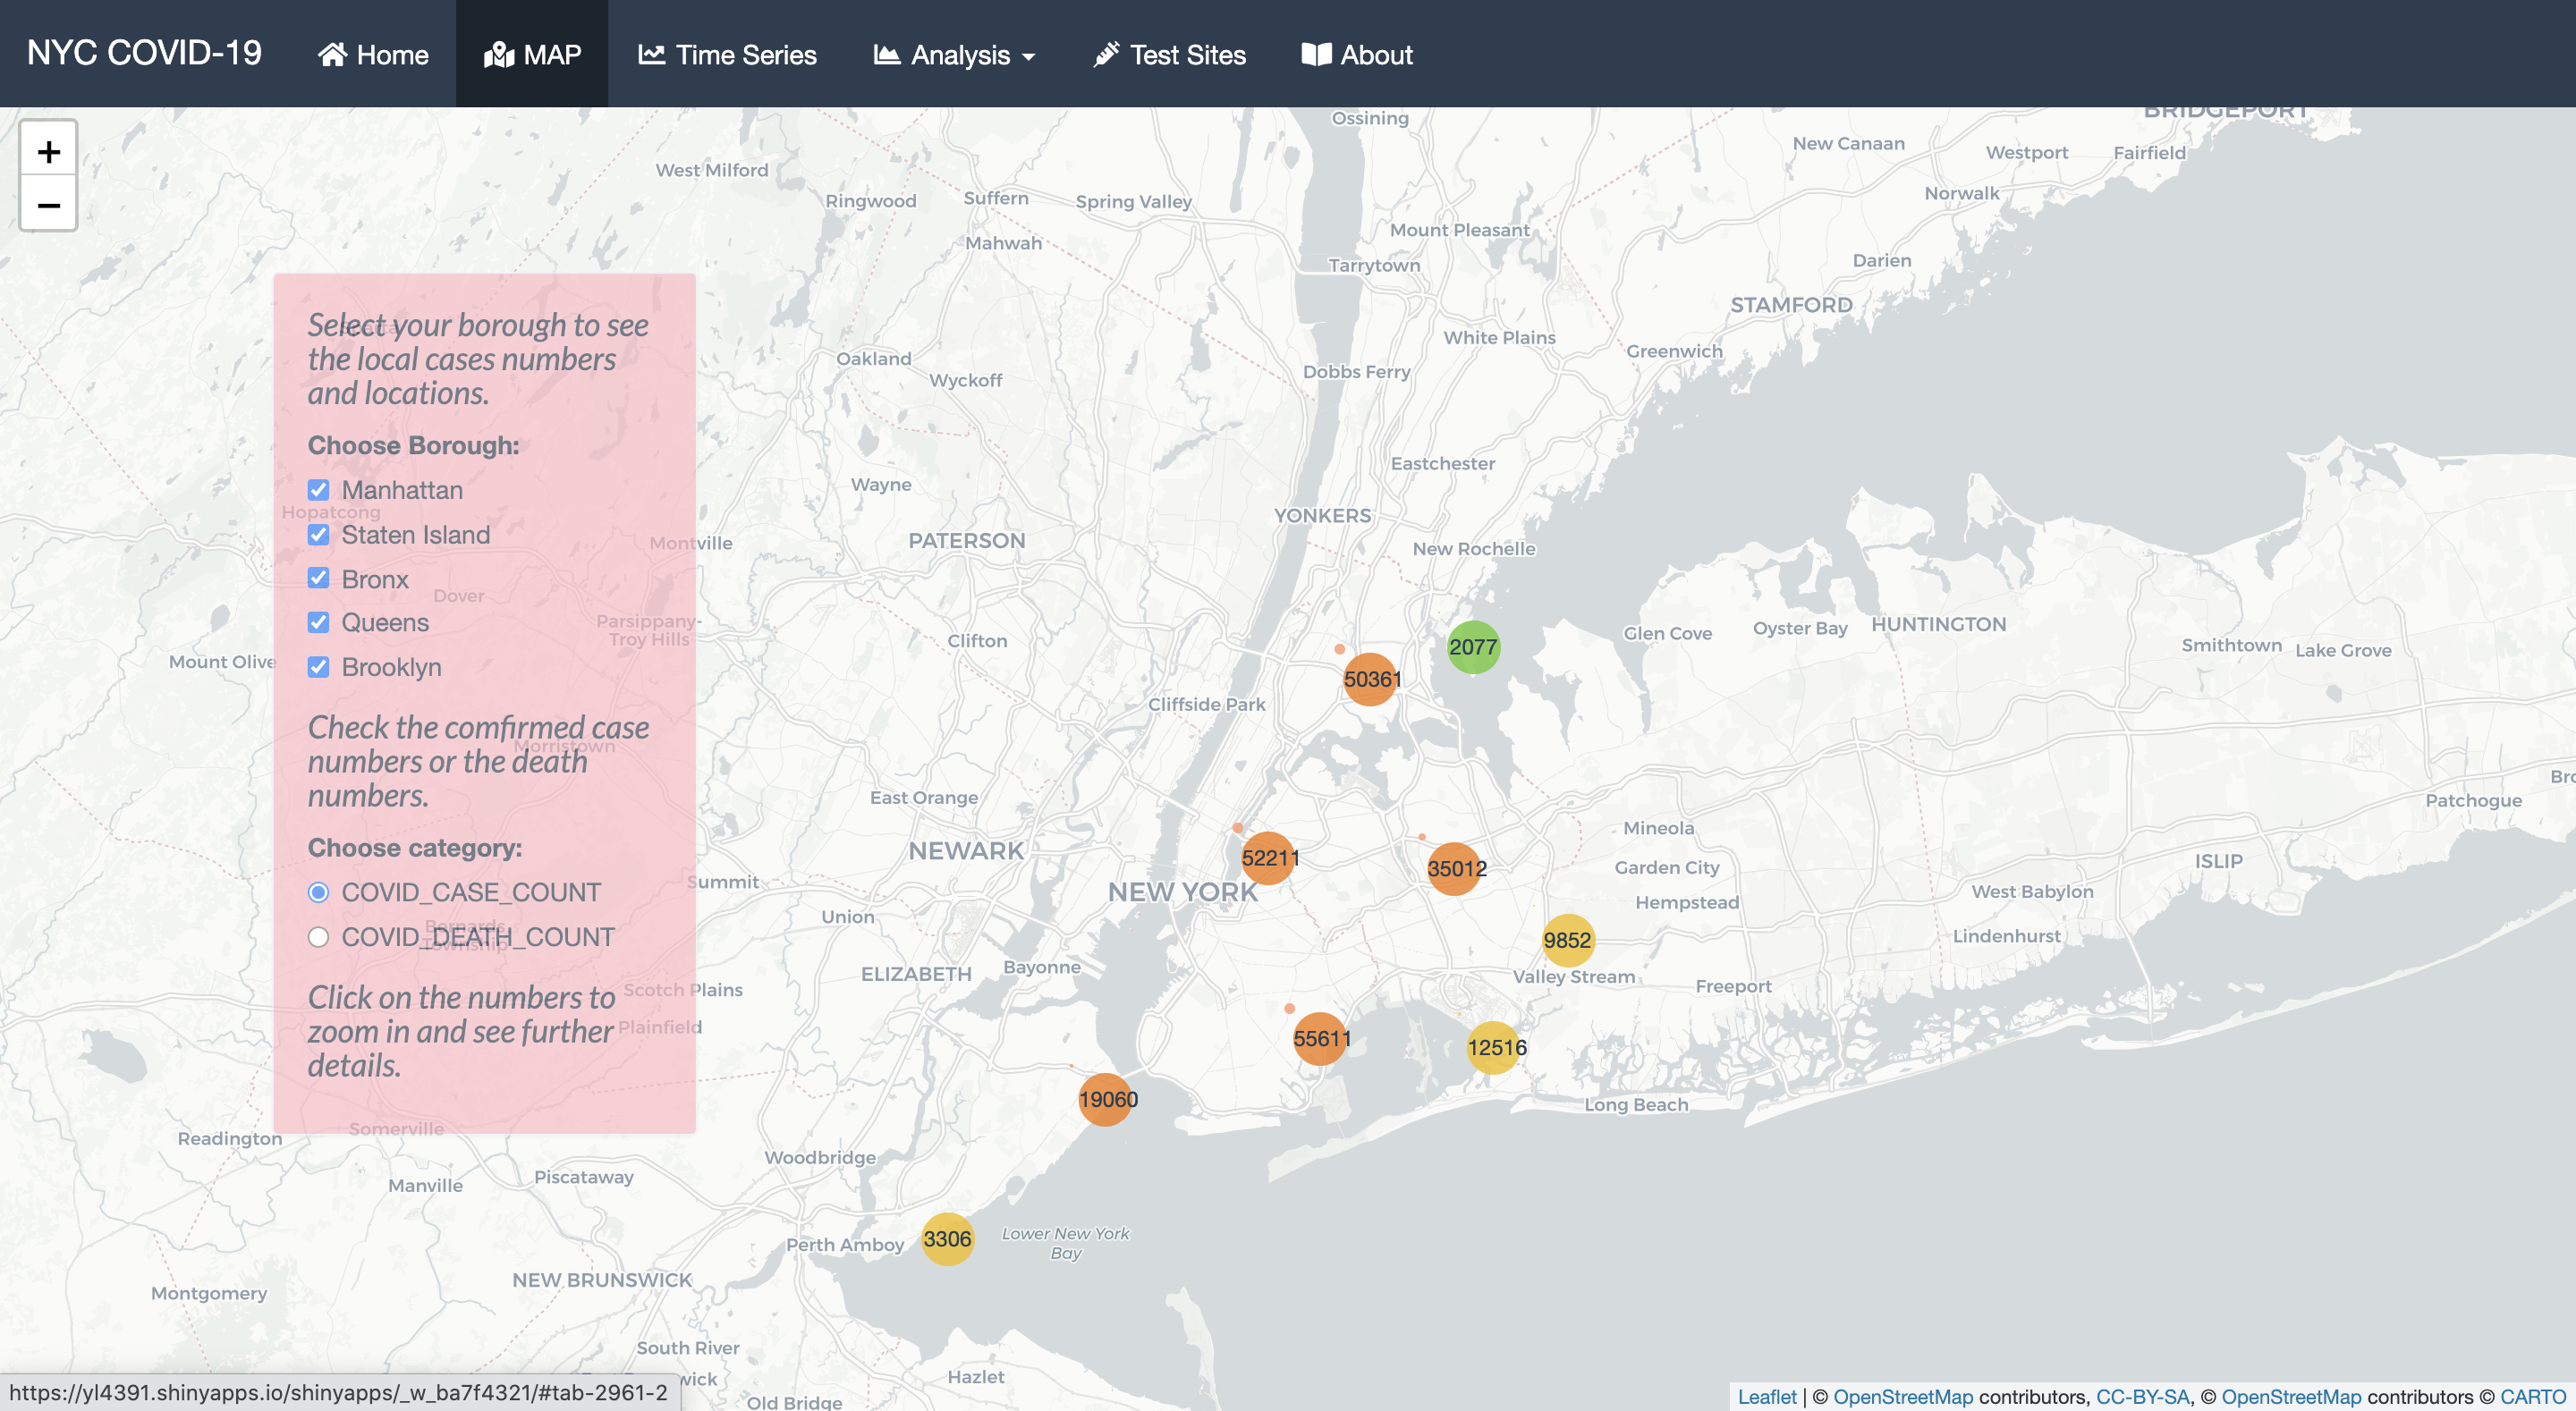 NYC COVID-19 Home MAP Time Series Analysis Test Sites About
+
−
Select your borough to see
the local cases numbers
and locations.
Choose Borough:
Manhattan
Staten Island
Bronx
Queens
Brooklyn
Check the comfirmed case
numbers or the death
numbers.
Choose category:
COVID_CASE_COUNT
COVID_DEATH_COUNT
Click on the numbers to
zoom in and see further
details.
Ossining
BRIDGEPORT
New Canaan
Westport
Fairfield
West Milford
Ringwood
Suffern
Spring Valley
Norwalk
Mahwah
Mount Pleasant
Tarrytown
Darien
STAMFORD
Sparta
White Plains
Greenwich
Oakland
Wyckoff
Dobbs Ferry
Eastchester
Wayne
Hopatcong
YONKERS
PATERSON
Montville
New Rochelle
Dover
Parsippany-
Troy Hills
Clifton
2077
Glen Cove
Oyster Bay
HUNTINGTON
Smithtown
Lake Grove
Mount Olive
50361
Cliffside Park
Morristown
Bro
East Orange
Patchogue
Mineola
NEWARK
52211
35012
Garden City
ISLIP
Summit
NEW YORK
West Babylon
Hempstead
Union
Bernards
Township
9852
Lindenhurst
ELIZABETH
Bayonne
Valley Stream
Freeport
Scotch Plains
Plainfield
55611
12516
19060
Long Beach
Somerville
Readington
Woodbridge
Piscataway
Manville
3306
Lower New York
Bay
Perth Amboy
NEW BRUNSWICK
Montgomery
South River
wick
Hazlet
Old Bridge
https://yl4391.shinyapps.io/shinyapps/_w_ba7f4321/#tab-2961-2
Leaflet | © OpenStreetMap contributors, CC-BY-SA, © OpenStreetMap contributors © CARTO